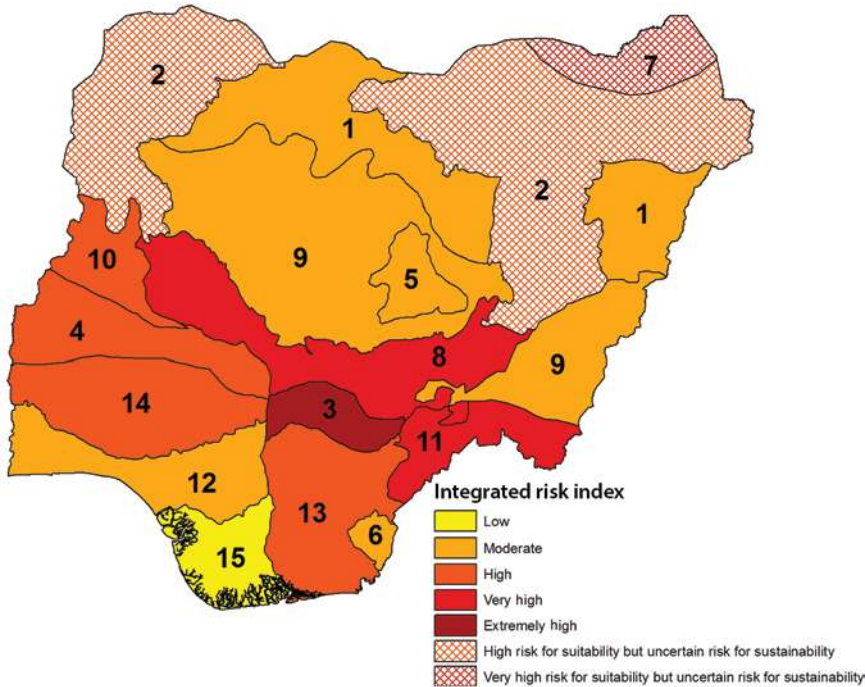 2
7
1
2
1
10
9
5
4
8
9
14
3
11
12
13
6
15
Integrated risk index
Low
Moderate
High
Very high
Extremely high
High risk for suitability but uncertain risk for sustainability
Very high risk for suitability but uncertain risk for sustainability